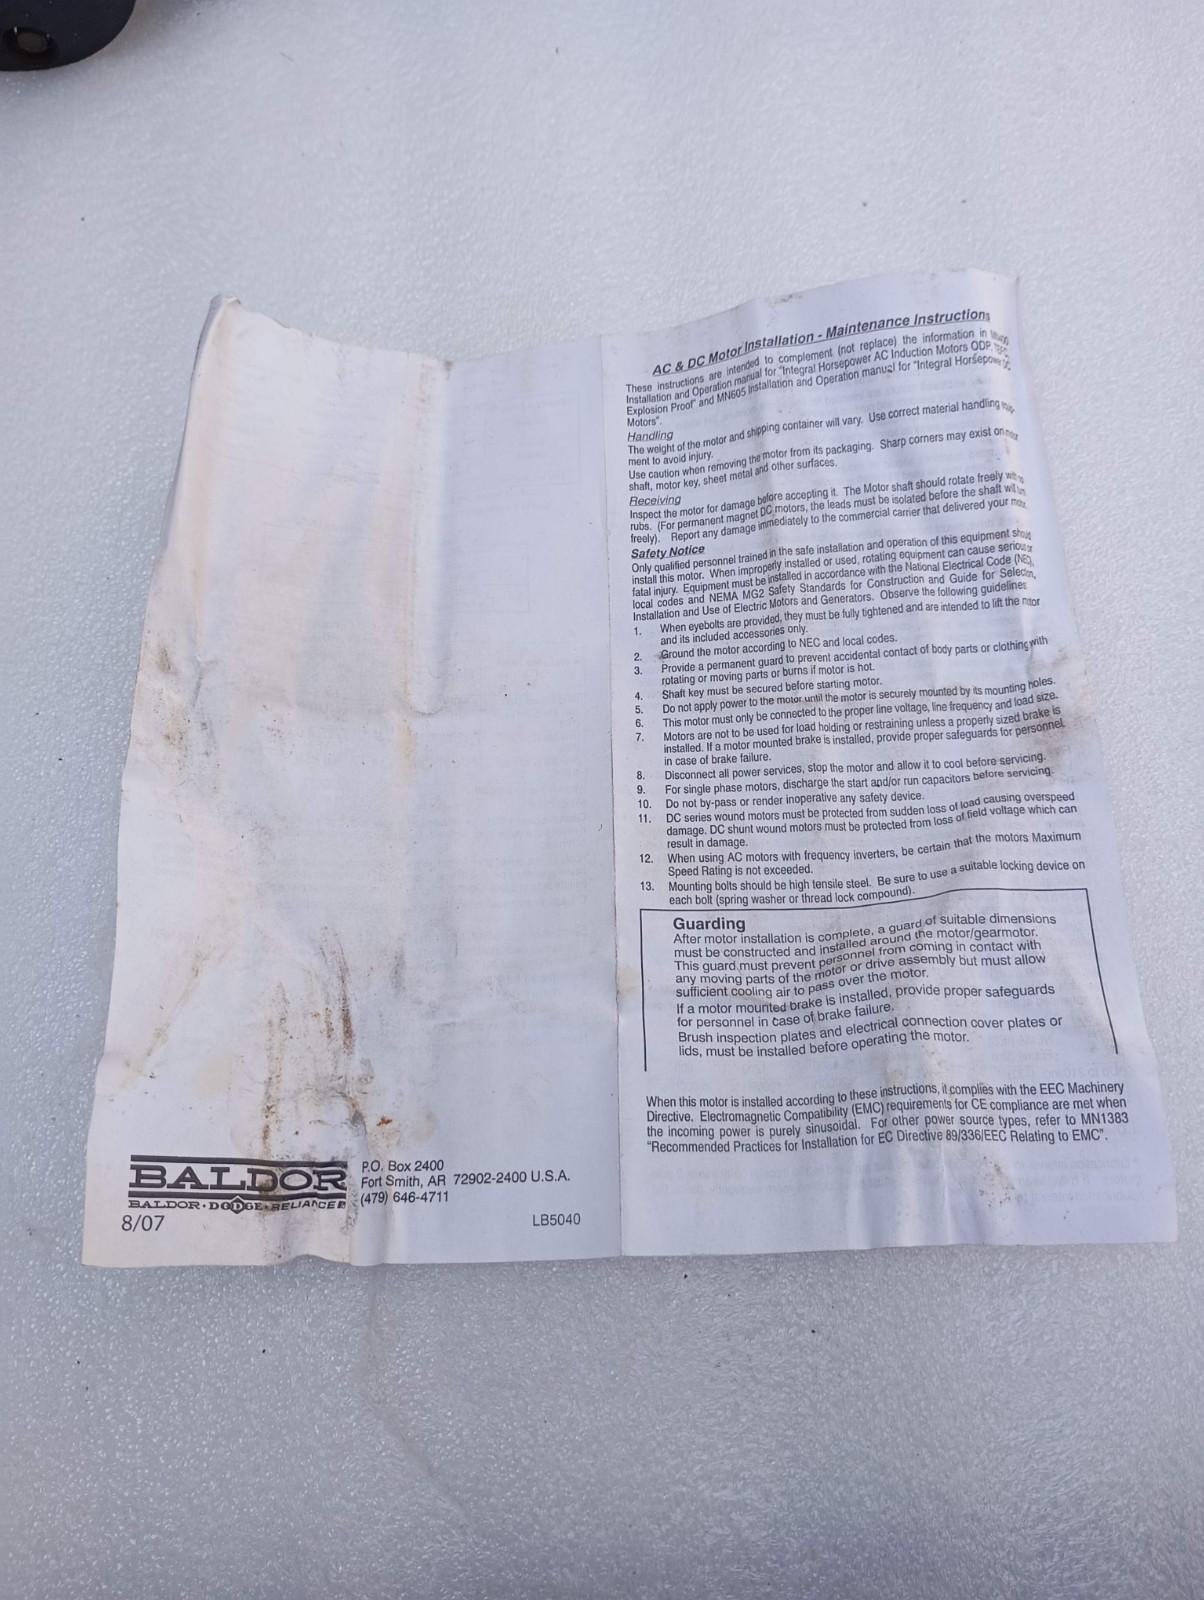 BALDOR
BALDOR • DODGE • RELIANCE
8/07
P.O. Box 2400
Fort Smith, AR 72902-2400 U.S.A.
(479) 646-4711
LB5040
AC & DC Motor Installation - Maintenance Instructions
These instructions are intended to complement (not replace) the information in
Installation and Operation manual for "Integral Horsepower AC Induction Motors ODP,
Explosion Proof" and MN605 Installation and Operation manual for "Integral Horsepower
Motors".
Handling
The weight of the motor and shipping container will vary. Use correct material handling
ment to avoid injury.
Use caution when removing the motor from its packaging. Sharp corners may exist on
shaft, motor key, sheet metal and other surfaces.
Receiving
Inspect the motor for damage before accepting it. The Motor shaft should rotate freely
rubs. (For permanent magnet DC motors, the leads must be isolated before the shaft will
freely). Report any damage immediately to the commercial carrier that delivered your
Safety Notice
Only qualified personnel trained in the safe installation and operation of this equipment
install this motor. When improperly installed or used, rotating equipment can cause serious or
fatal injury. Equipment must be installed in accordance with the National Electrical Code (NEC),
local codes and NEMA MG2 Safety Standards for Construction and Guide for Selection,
Installation and Use of Electric Motors and Generators. Observe the following guidelines
1. When eyebolts are provided, they must be fully tightened and are intended to lift the motor
and its included accessories only.
2. Ground the motor according to NEC and local codes.
3. Provide a permanent guard to prevent accidental contact of body parts or clothing with
rotating or moving parts or burns if motor is hot.
4. Shaft key must be secured before starting motor.
5. Do not apply power to the motor until the motor is securely mounted by its mounting holes.
6. This motor must only be connected to the proper line voltage, line frequency and load size.
7. Motors are not to be used for load holding or restraining unless a properly sized brake is
installed. If a motor mounted brake is installed, provide proper safeguards for personnel
in case of brake failure.
8. Disconnect all power services, stop the motor and allow it to cool before servicing.
9. For single phase motors, discharge the start and/or run capacitors before servicing.
10. Do not by-pass or render inoperative any safety device.
11. DC series wound motors must be protected from sudden loss of load causing overspeed
damage. DC shunt wound motors must be protected from loss of field voltage which can
result in damage.
12. When using AC motors with frequency inverters, be certain that the motors Maximum
Speed Rating is not exceeded.
13. Mounting bolts should be high tensile steel. Be sure to use a suitable locking device on
each bolt (spring washer or thread lock compound).
Guarding
After motor installation is complete, a guard of suitable dimensions
must be constructed and installed around the motor/gearmotor.
This guard must prevent personnel from coming in contact with
any moving parts of the motor or drive assembly but must allow
sufficient cooling air to pass over the motor.
If a motor mounted brake is installed, provide proper safeguards
for personnel in case of brake failure.
Brush inspection plates and electrical connection cover plates or
lids, must be installed before operating the motor.
When this motor is installed according to these instructions, it complies with the EEC Machinery
Directive. Electromagnetic Compatibility (EMC) requirements for CE compliance are met when
the incoming power is purely sinusoidal. For other power source types, refer to MN1383
"Recommended Practices for Installation for EC Directive 89/336/EEC Relating to EMC".